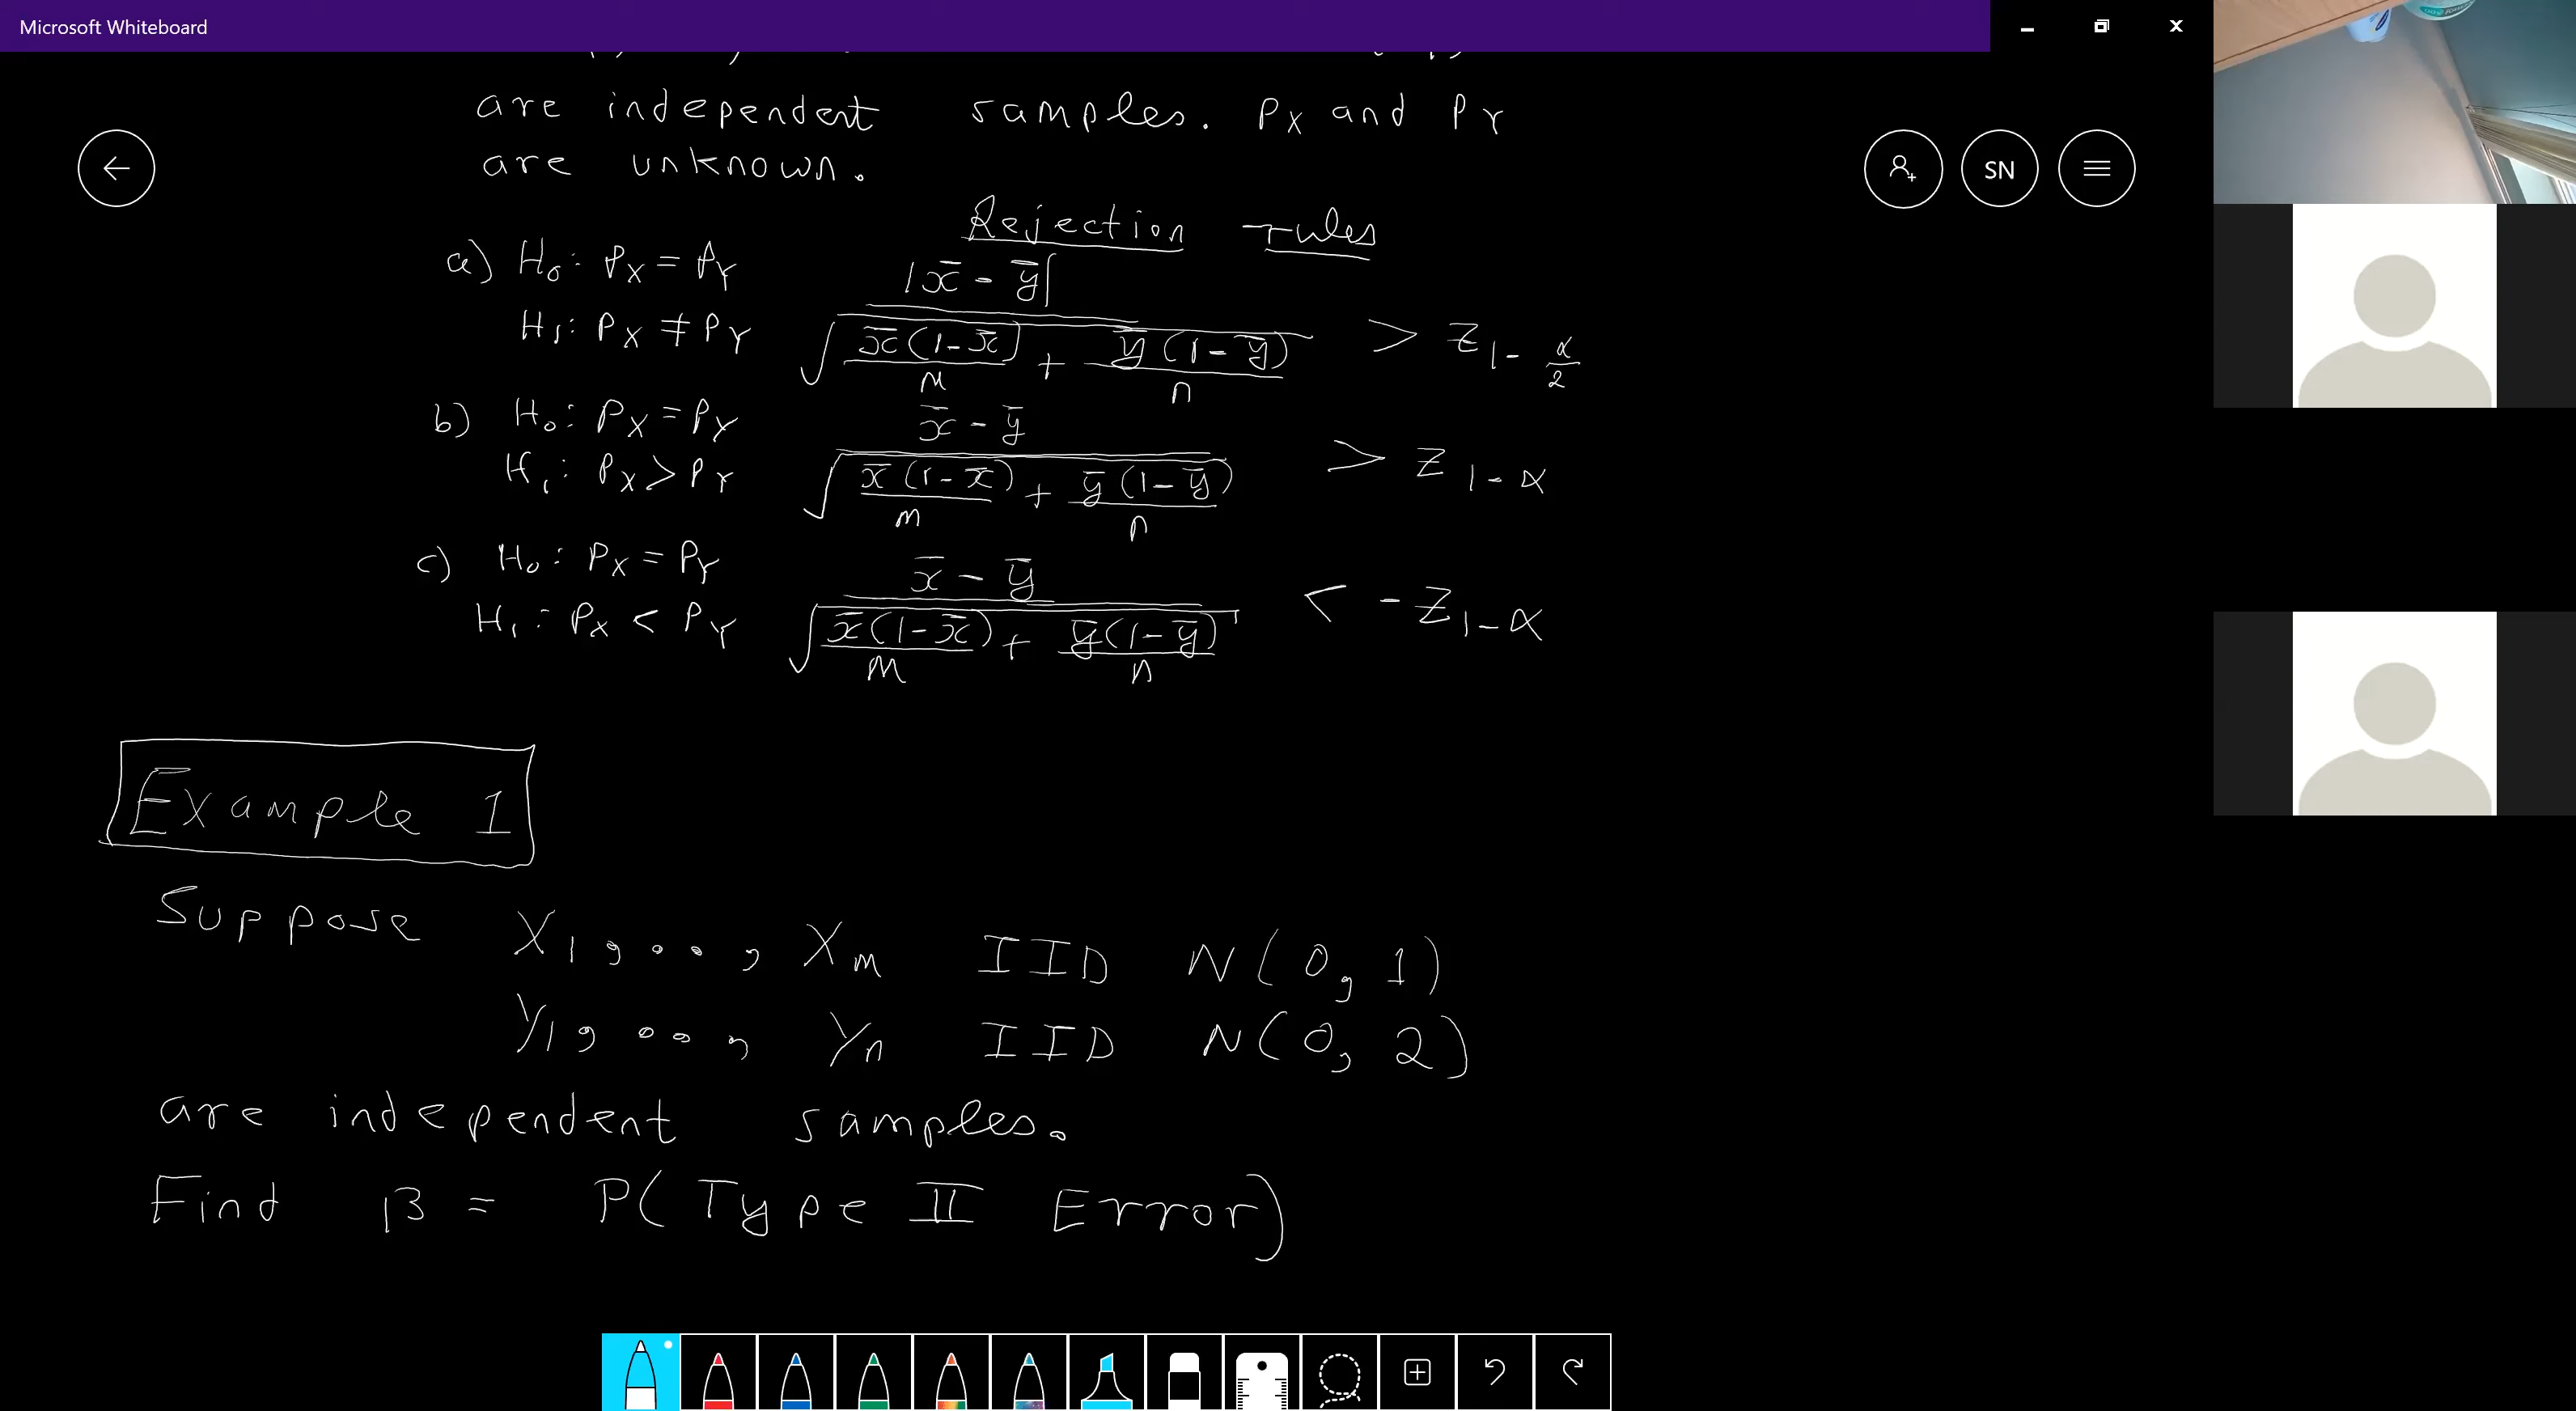 Microsoft Whiteboard
are independent samples. Px and PY
are unknown.
Rejection rules
a) H0: PX = PY |x̄ - ȳ|
H1: PX ≠ PY √ x̄(1-x̄)/m + ȳ(1-ȳ)/n > z1-α/2
b) H0: PX = PY x̄ - ȳ
H1: PX > PY √ x̄(1-x̄)/m + ȳ(1-ȳ)/n > z1-α
c) H0: PX = PY x̄ - ȳ
H1: PX < PY √ x̄(1-x̄)/m + ȳ(1-ȳ)/n < -z1-α
SN
Example 1
Suppose X1, ..., Xm IID N(0, 1)
Y1, ..., Yn IID N(0, 2)
are independent samples.
Find β = P(Type II Error)